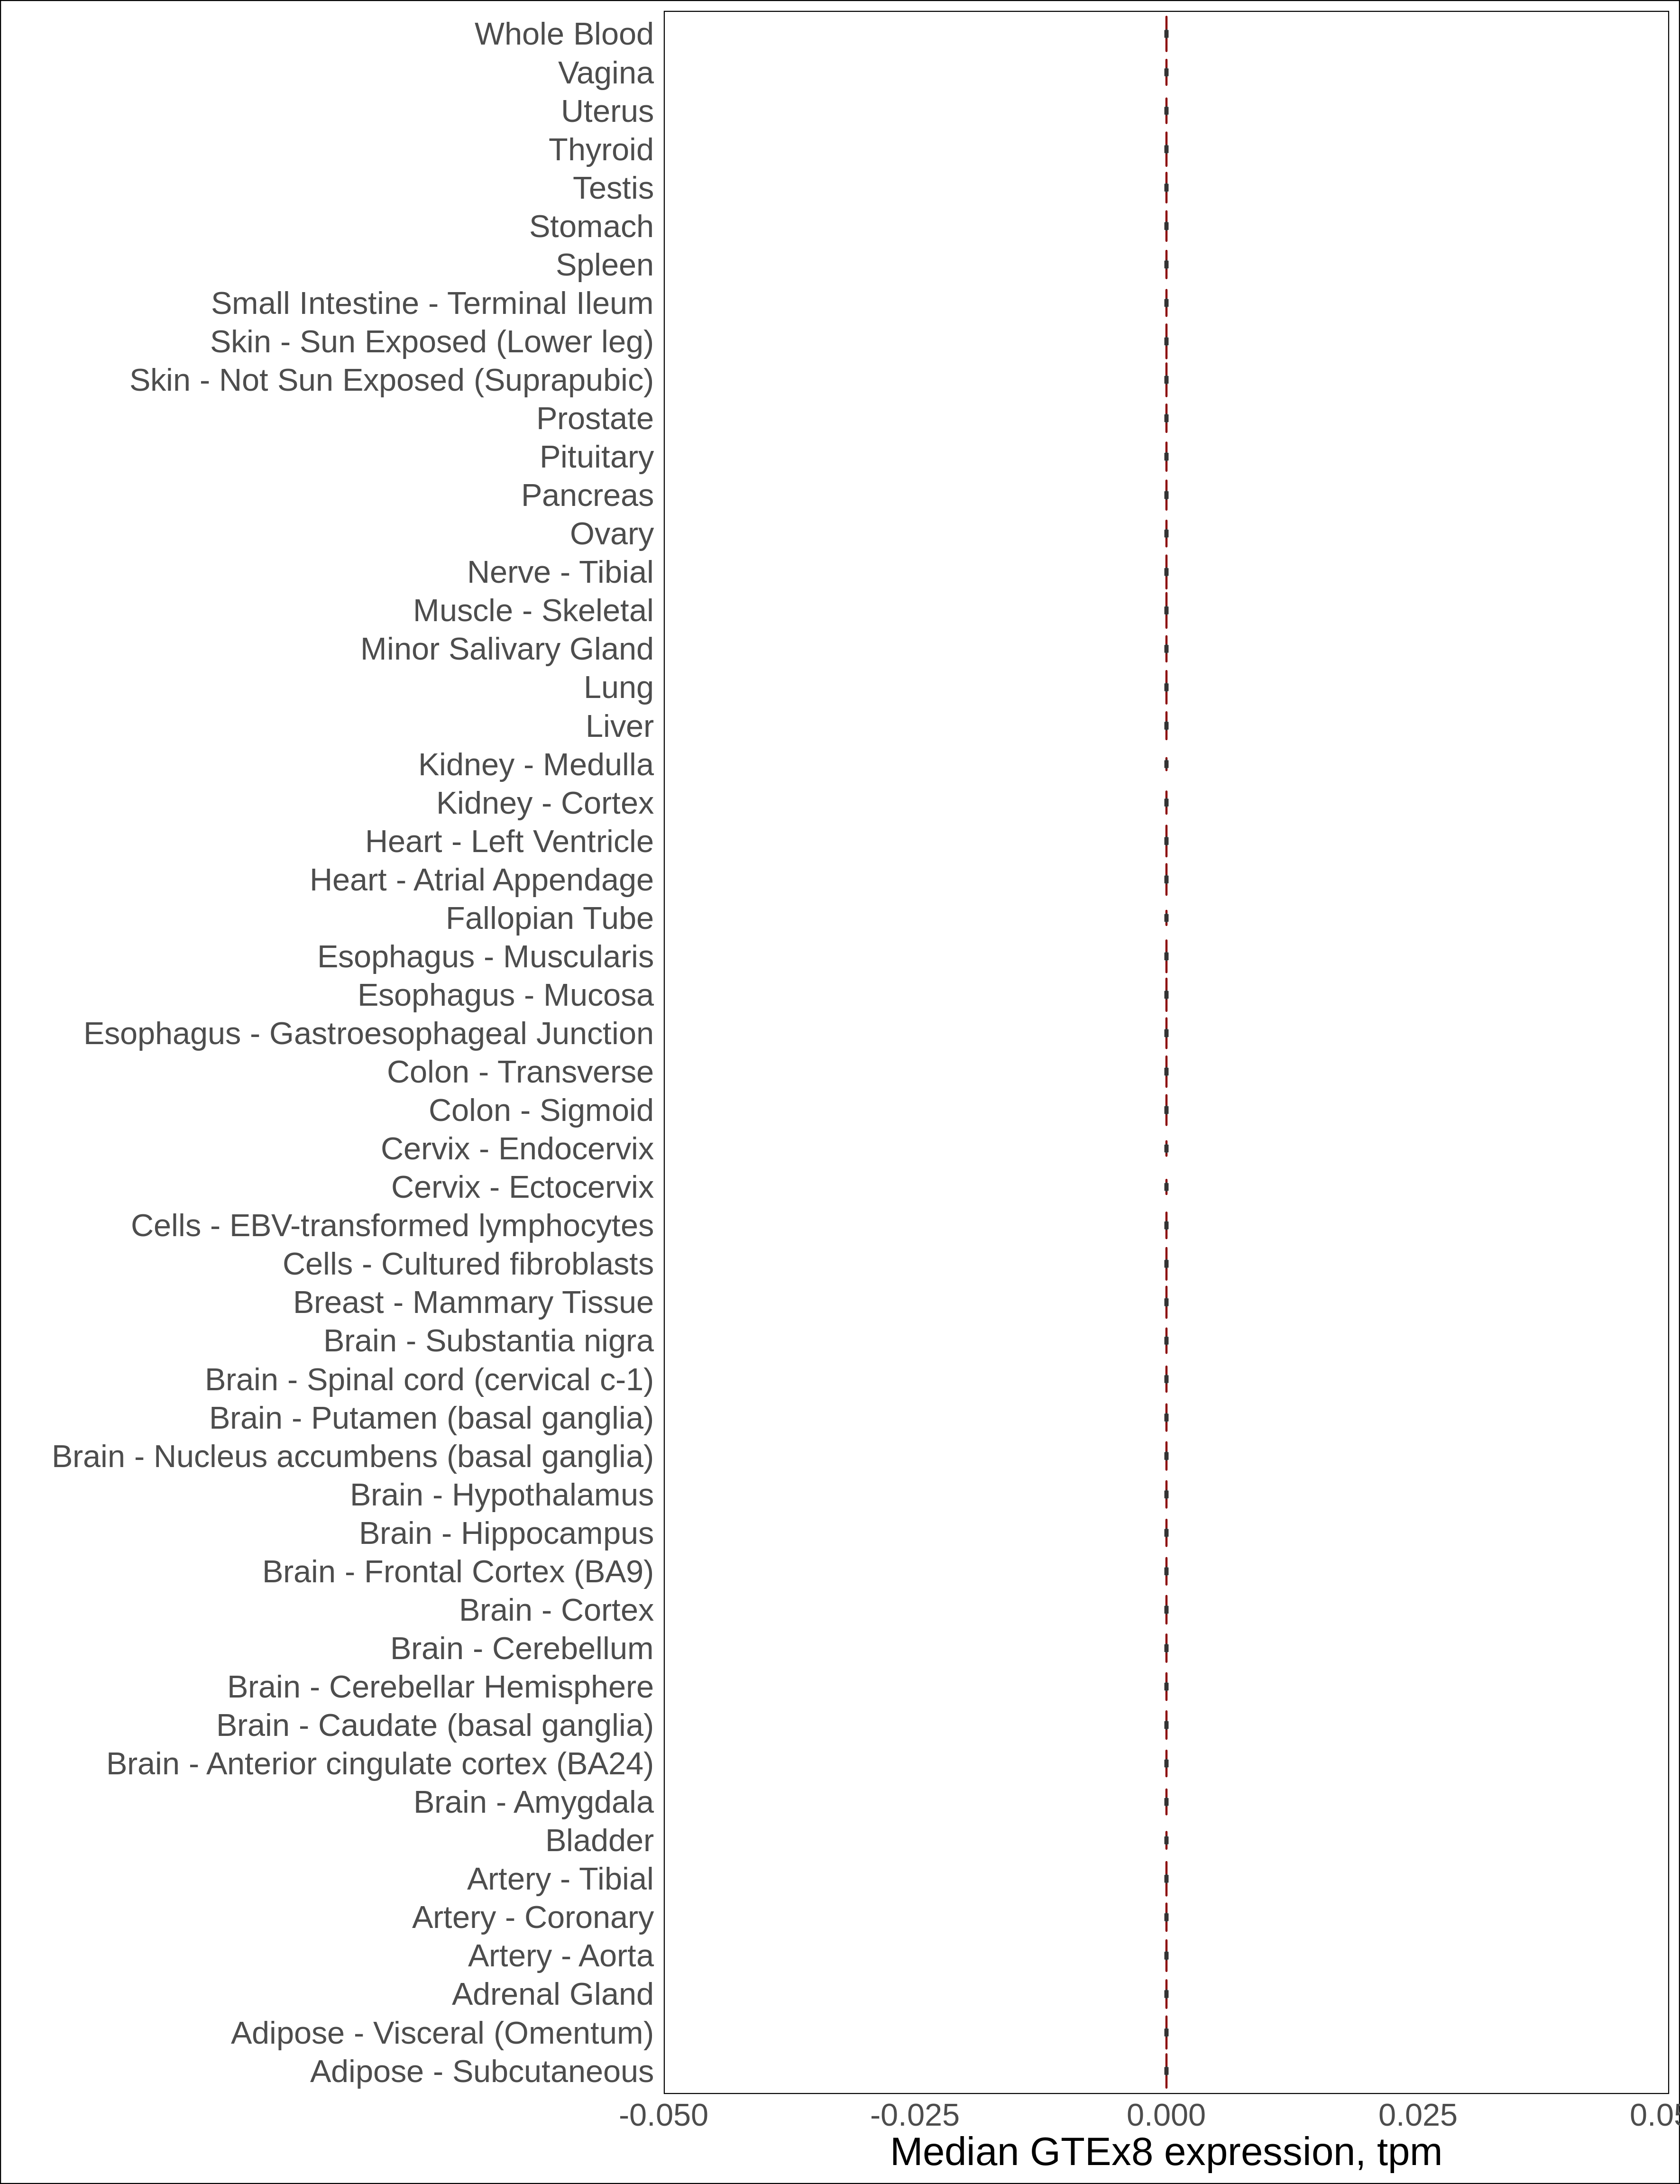 Whole Blood
Vagina
Uterus
Thyroid
Testis
Stomach
Spleen
Small Intestine - Terminal Ileum
Skin - Sun Exposed (Lower leg)
Skin - Not Sun Exposed (Suprapubic)
Prostate
Pituitary
Pancreas
Ovary
Nerve - Tibial
Muscle - Skeletal
Minor Salivary Gland
Lung
Liver
Kidney - Medulla
Kidney - Cortex
Heart - Left Ventricle
Heart - Atrial Appendage
Fallopian Tube
Esophagus - Muscularis
Esophagus - Mucosa
Esophagus - Gastroesophageal Junction
Colon - Transverse
Colon - Sigmoid
Cervix - Endocervix
Cervix - Ectocervix
Cells - EBV-transformed lymphocytes
Cells - Cultured fibroblasts
Breast - Mammary Tissue
Brain - Substantia nigra
Brain - Spinal cord (cervical c-1)
Brain - Putamen (basal ganglia)
Brain - Nucleus accumbens (basal ganglia)
Brain - Hypothalamus
Brain - Hippocampus
Brain - Frontal Cortex (BA9)
Brain - Cortex
Brain - Cerebellum
Brain - Cerebellar Hemisphere
Brain - Caudate (basal ganglia)
Brain - Anterior cingulate cortex (BA24)
Brain - Amygdala
Bladder
Artery - Tibial
Artery - Coronary
Artery - Aorta
Adrenal Gland
Adipose - Visceral (Omentum)
Adipose - Subcutaneous
-0.050 -0.025 0.000 0.025
Median GTEx8 expression, tpm